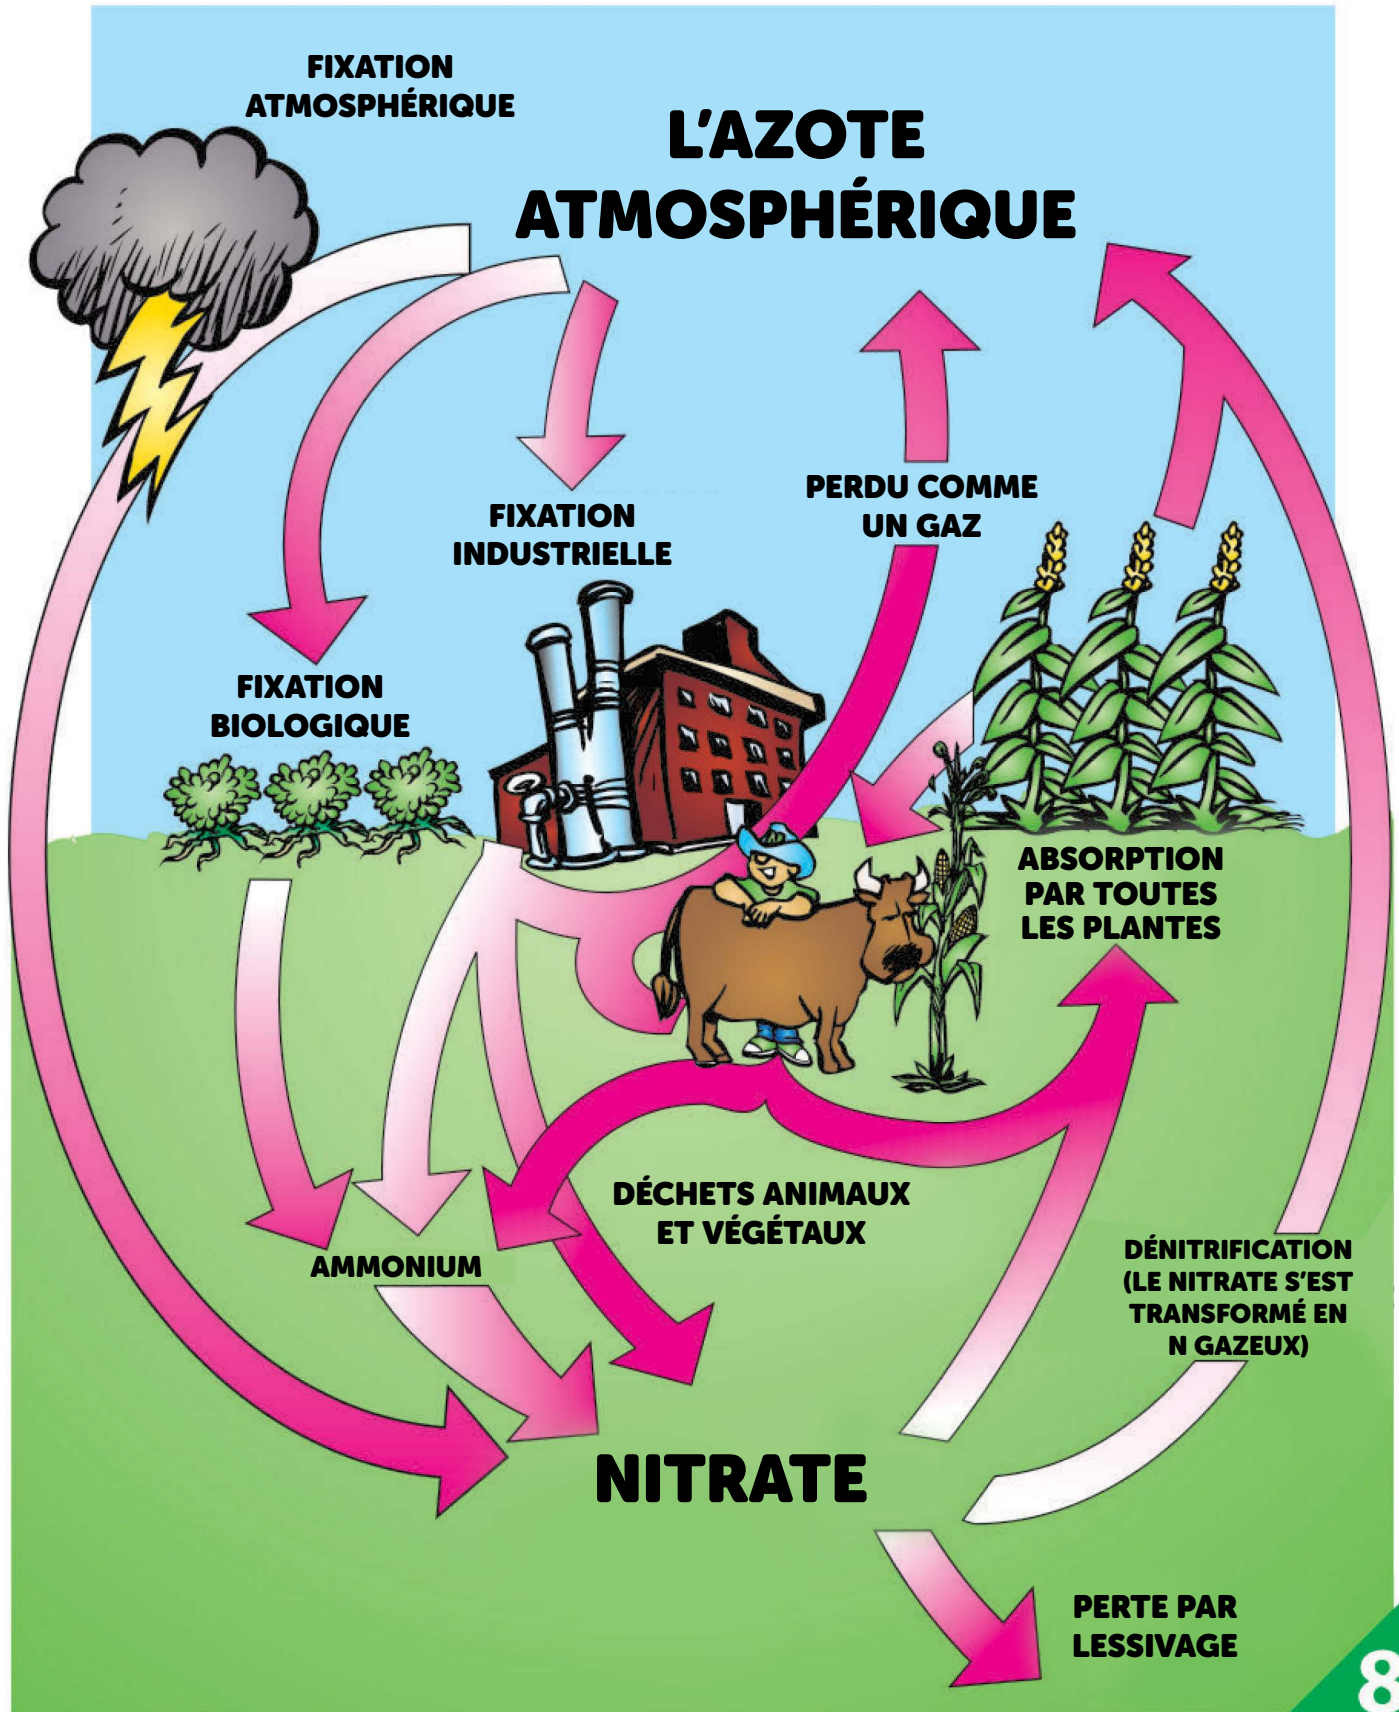 FIXATION
ATMOSPHÉRIQUE
L'AZOTE
ATMOSPHÉRIQUE
PERDU COMME
UN GAZ
FIXATION
INDUSTRIELLE
FIXATION
BIOLOGIQUE
ABSORPTION
PAR TOUTES
LES PLANTES
DÉCHETS ANIMAUX
ET VÉGÉTAUX
AMMONIUM
DÉNITRIFICATION
(LE NITRATE S'EST
TRANSFORMÉ EN
N GAZEUX)
NITRATE
PERTE PAR
LESSIVAGE
8